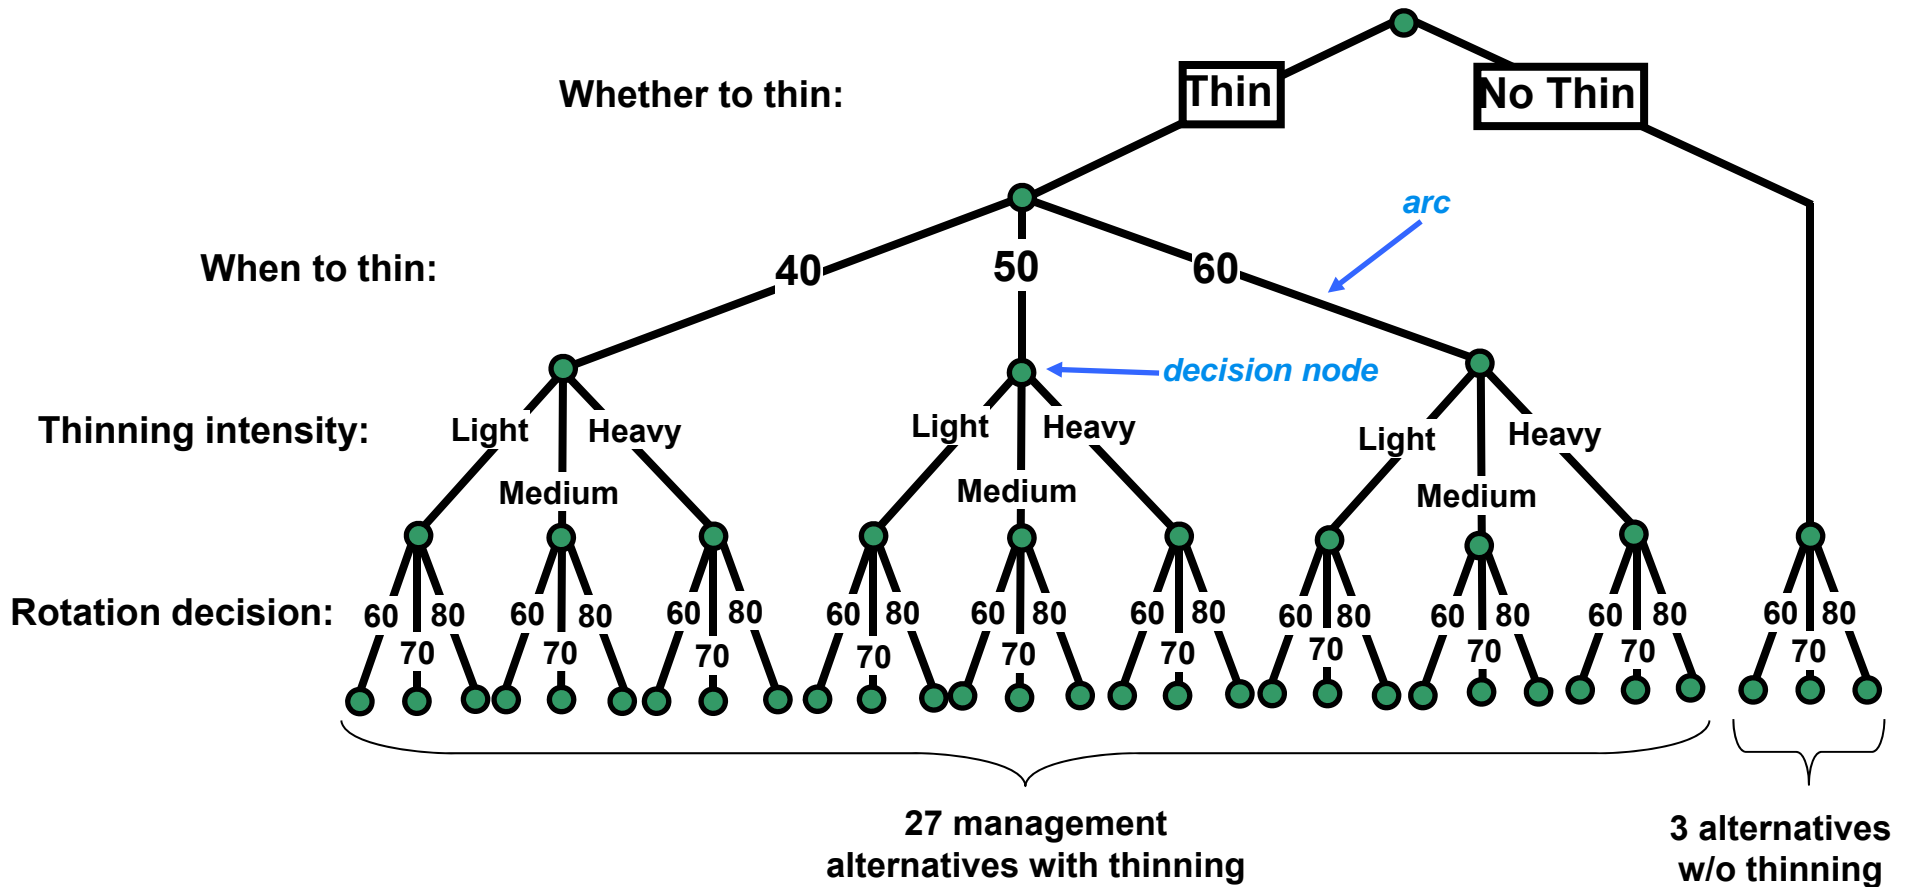 Whether to thin:
Thin
No Thin
arc
When to thin:
40
50
60
decision node
Thinning intensity:
Light
Heavy
Light
Heavy
Light
Heavy
Medium
Medium
Medium
Rotation decision:
60 80 60 80 60 80 60 80 60 80 60 80 60 80 60 80 60 80 60 80
70 70 70 70 70 70 70 70 70 70
27 management
alternatives with thinning
3 alternatives
w/o thinning